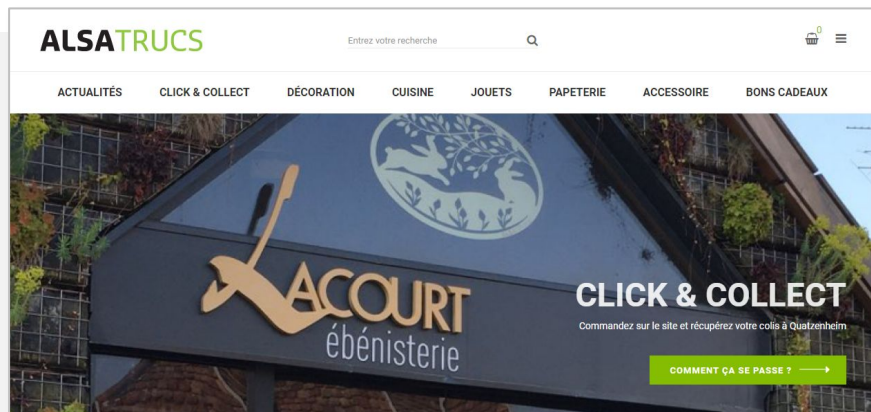 ALSATRUCS
Entrez votre recherche
0
ACTUALITÉS CLICK & COLLECT DÉCORATION CUISINE JOUETS PAPETERIE ACCESSOIRE BONS CADEAUX
LACOURT
ébénisterie
CLICK & COLLECT
Commandez sur le site et récupérez votre colis à Quatzenheim
COMMENT ÇA SE PASSE ?